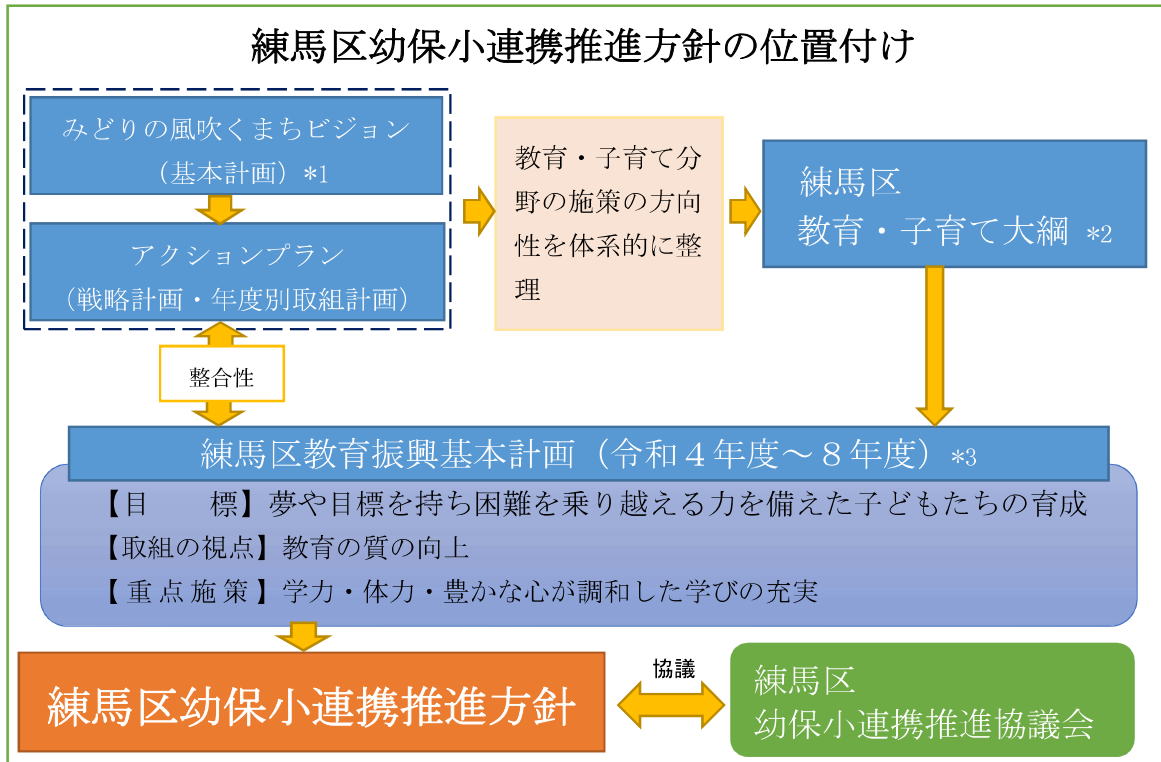 練馬区幼保小連携推進方針の位置付け
みどりの風吹くまちビジョン
（基本計画）*1
アクションプラン
（戦略計画・年度別取組計画）
教育・子育て分
野の施策の方向
性を体系的に整
理
練馬区
教育・子育て大綱 *2
整合性
練馬区教育振興基本計画（令和４年度～８年度）*3
【目　　標】夢や目標を持ち困難を乗り越える力を備えた子どもたちの育成
【取組の視点】教育の質の向上
【重点施策】学力・体力・豊かな心が調和した学びの充実
練馬区幼保小連携推進方針
協議
練馬区
幼保小連携推進協議会